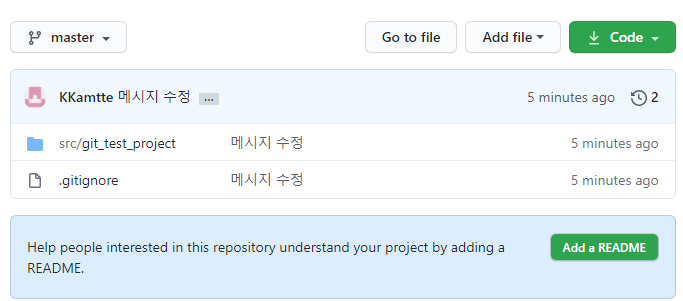 master Go to file Add file Code
KKamtte 메시지 수정 ... 5 minutes ago 2
src/git_test_project 메시지 수정 5 minutes ago
.gitignore 메시지 수정 5 minutes ago
Help people interested in this repository understand your project by adding a
README.
Add a README